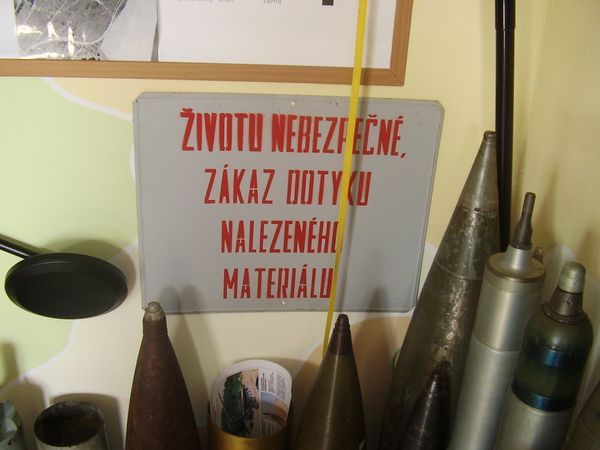 ŽIVOTU NEBEZPEČNÉ,
ZÁKAZ DOTYKU
NALEZENÉHO
MATERIÁLU